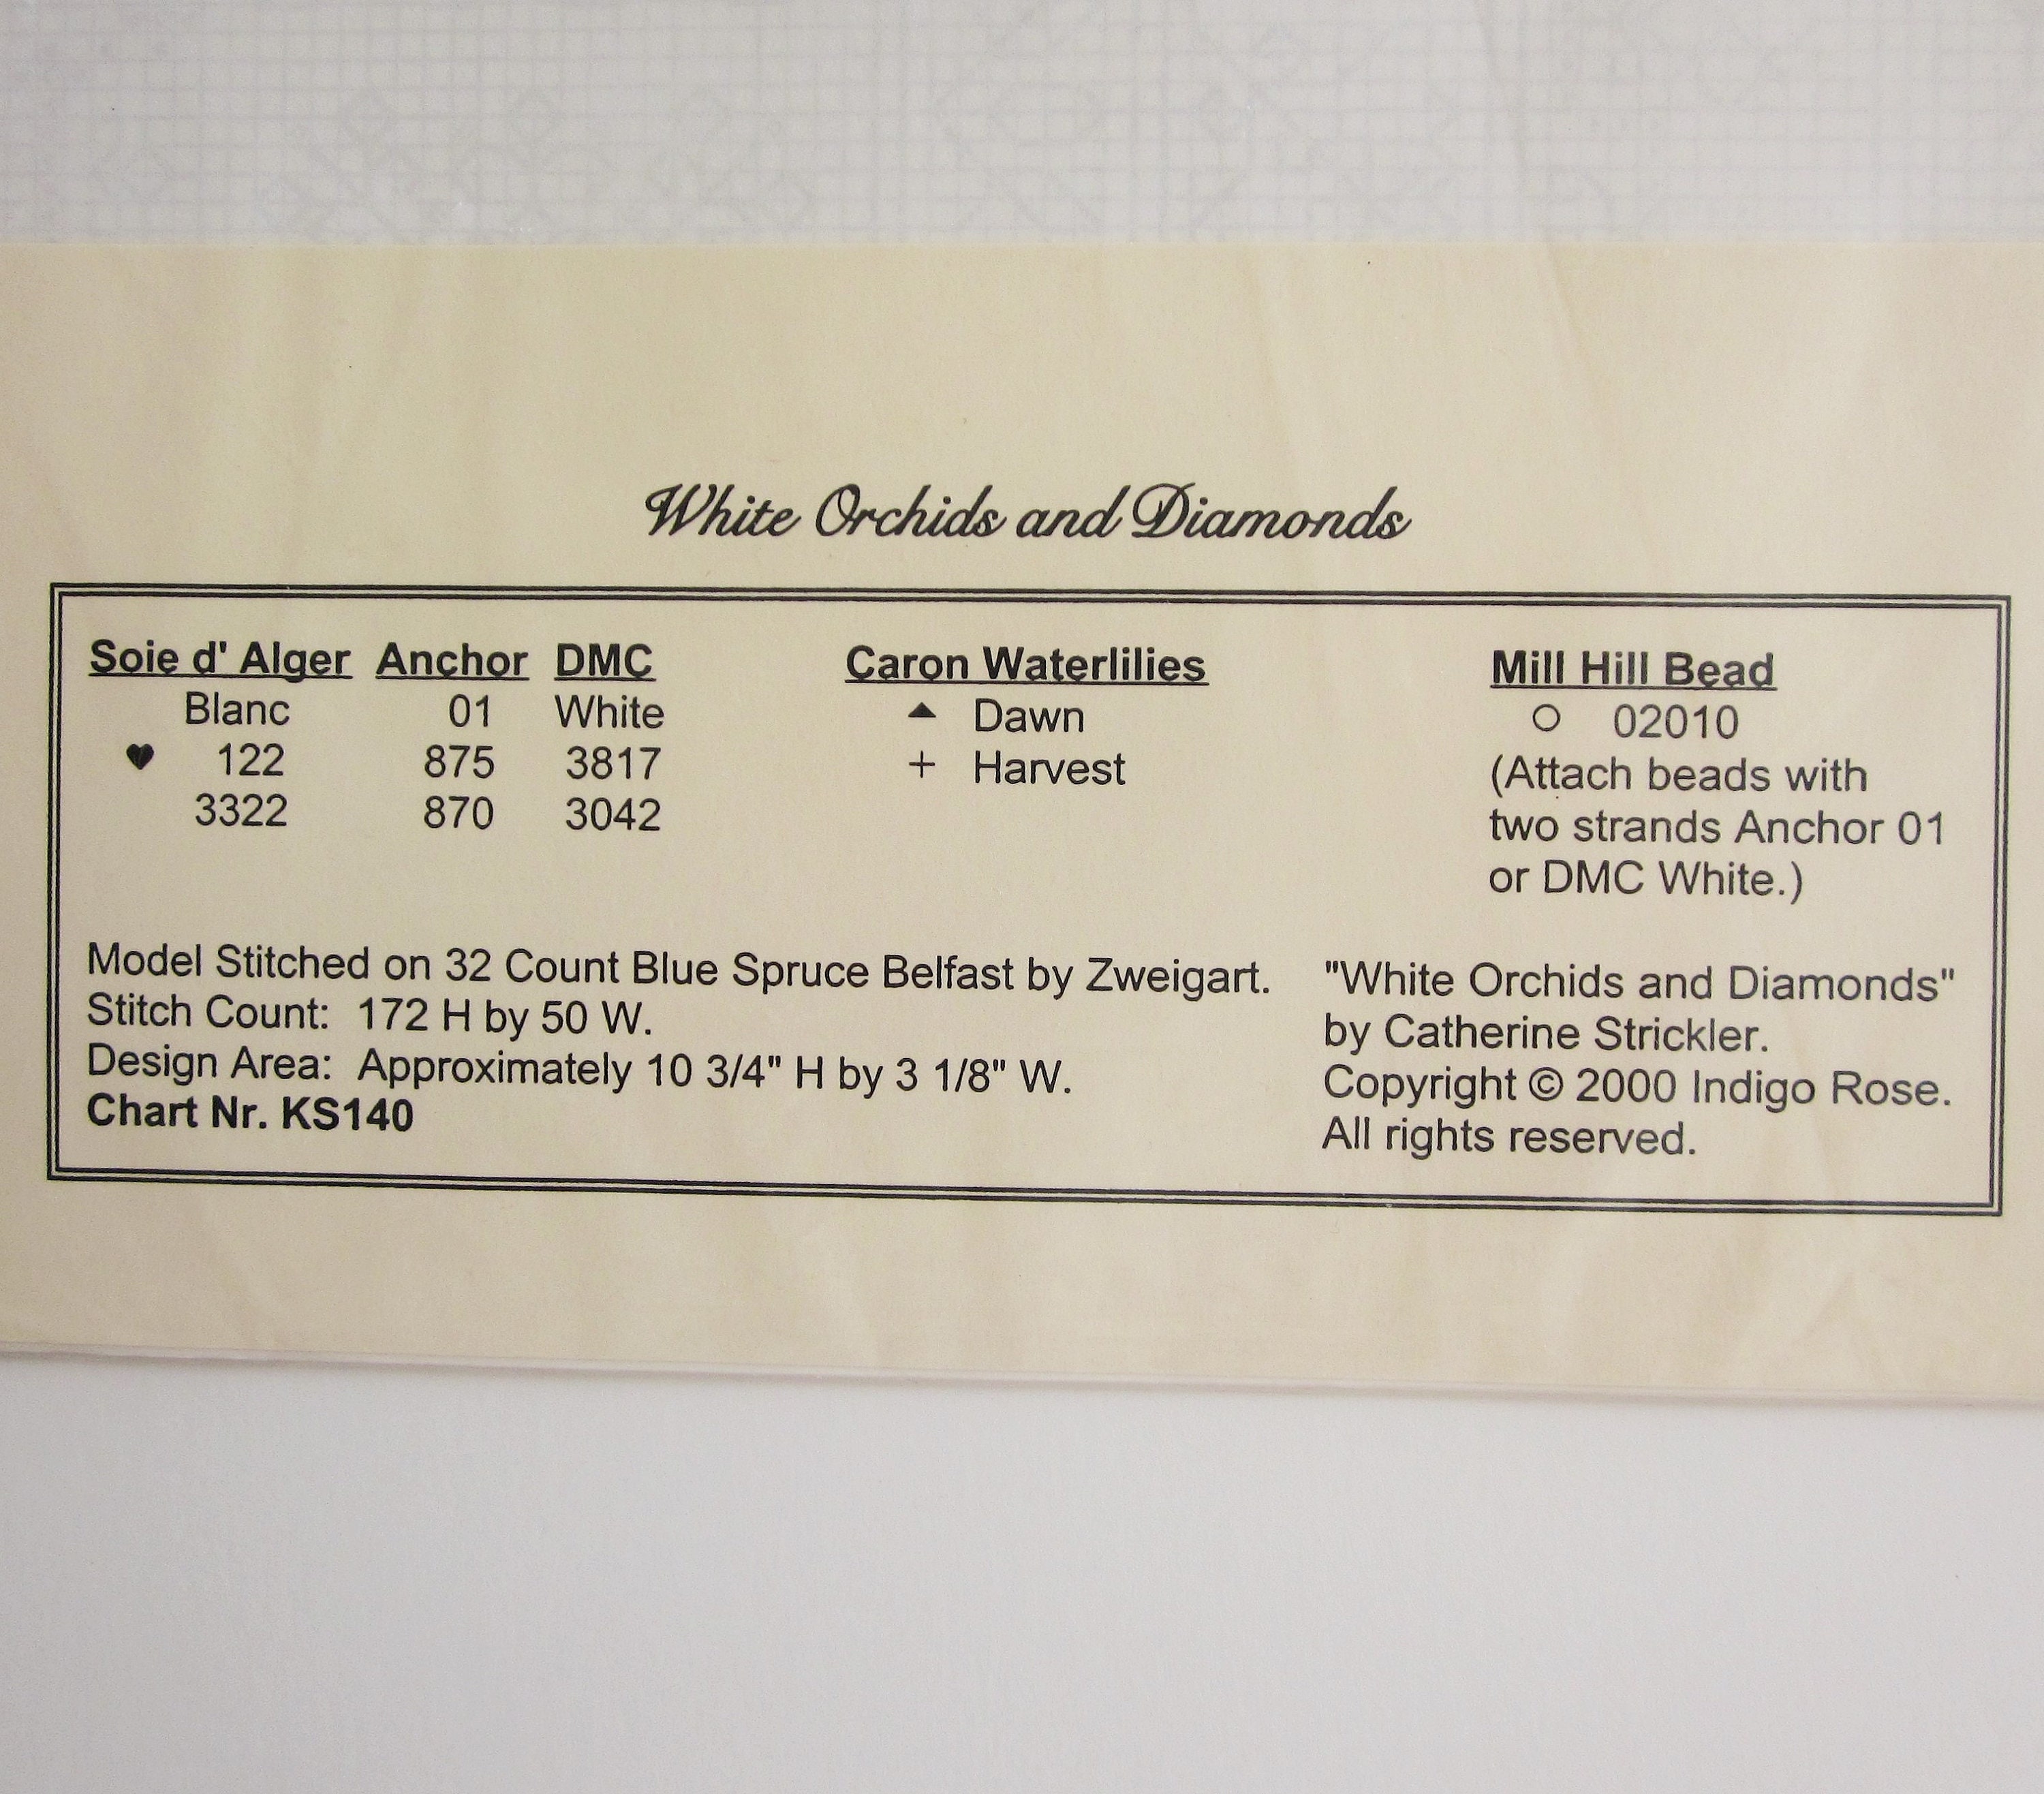 White Orchids and Diamonds
Soie d' Alger Anchor DMC
Blanc 01 White
♥ 122 875 3817
3322 870 3042
Caron Waterlilies
▲ Dawn
+ Harvest
Mill Hill Bead
○ 02010
(Attach beads with
two strands Anchor 01
or DMC White.)
Model Stitched on 32 Count Blue Spruce Belfast by Zweigart.
Stitch Count: 172 H by 50 W.
Design Area: Approximately 10 3/4" H by 3 1/8" W.
Chart Nr. KS140
"White Orchids and Diamonds"
by Catherine Strickler.
Copyright © 2000 Indigo Rose.
All rights reserved.